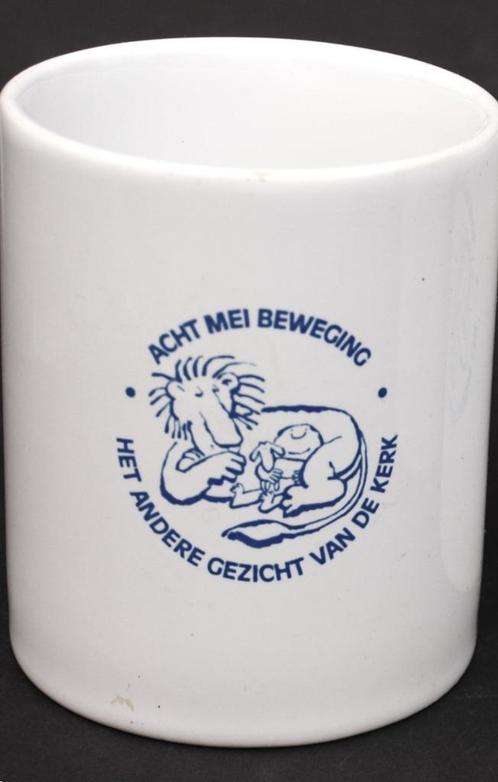 ACHT MEI BEWEGING
HET ANDERE GEZICHT VAN DE KERK